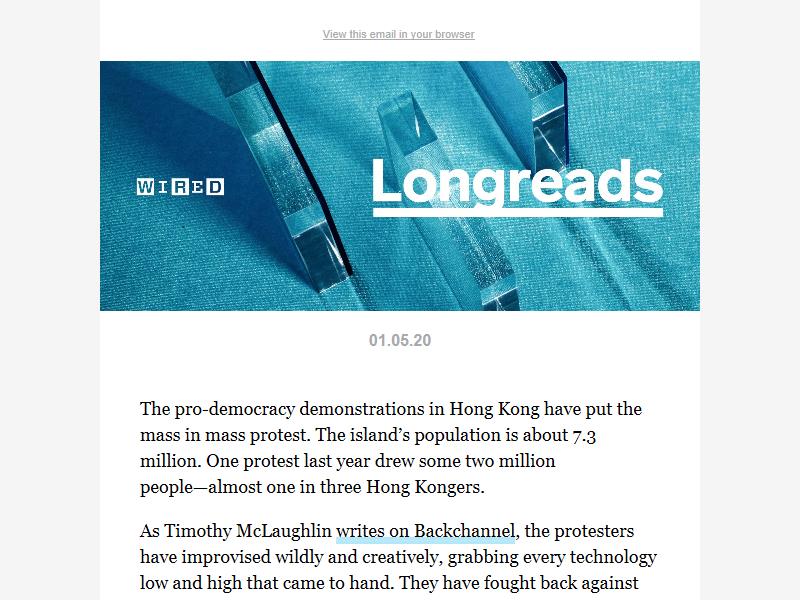 View this email in your browser
WIRED
Longreads
01.05.20
The pro-democracy demonstrations in Hong Kong have put the
mass in mass protest. The island’s population is about 7.3
million. One protest last year drew some two million
people—almost one in three Hong Kongers.
As Timothy McLaughlin writes on Backchannel, the protesters
have improvised wildly and creatively, grabbing every technology
low and high that came to hand. They have fought back against